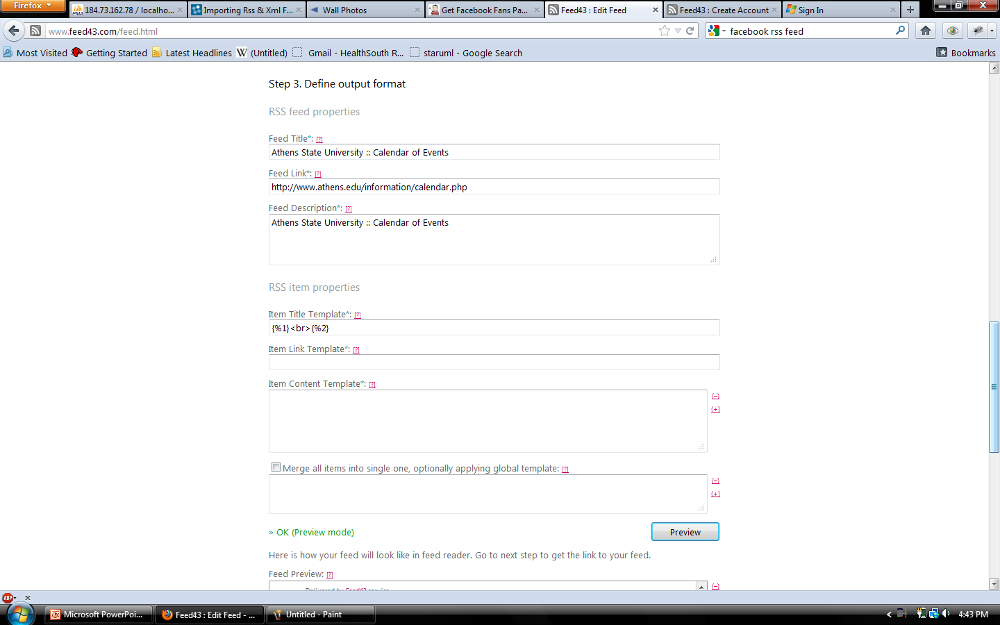 Firefox
184.73.162.78 / localho...
Importing Rss & Xml F...
Wall Photos
Get Facebook Fans Pa...
Feed43 : Edit Feed
Feed43 : Create Account
Sign In
www.feed43.com/feed.html
facebook rss feed
Most Visited
Getting Started
Latest Headlines
W (Untitled)
Gmail - HealthSouth R...
staruml - Google Search
Bookmarks
Step 3. Define output format
RSS feed properties
Feed Title*: [?]
Athens State University :: Calendar of Events
Feed Link*: [?]
http://www.athens.edu/information/calendar.php
Feed Description*: [?]
Athens State University :: Calendar of Events
RSS item properties
Item Title Template*: [?]
{%1}<br>{%2}
Item Link Template*: [?]
Item Content Template*: [?]
(–)
(+)
Merge all items into single one, optionally applying global template: [?]
(–)
(+)
» OK (Preview mode)
Preview
Here is how your feed will look like in feed reader. Go to next step to get the link to your feed.
Feed Preview: [?]
(–)
Delivered by Feed43 service
ABP
Microsoft PowerPoi...
Feed43 : Edit Feed - ...
Untitled - Paint
4:43 PM